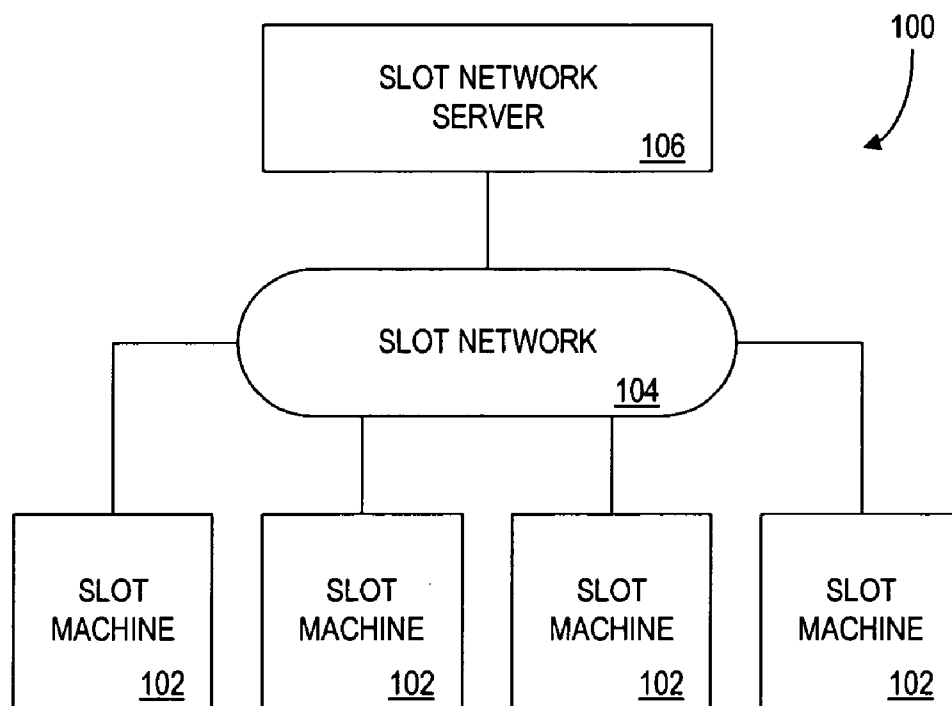 100
SLOT NETWORK
SERVER
106
SLOT NETWORK
104
SLOT
MACHINE
102
SLOT
MACHINE
102
SLOT
MACHINE
102
SLOT
MACHINE
102